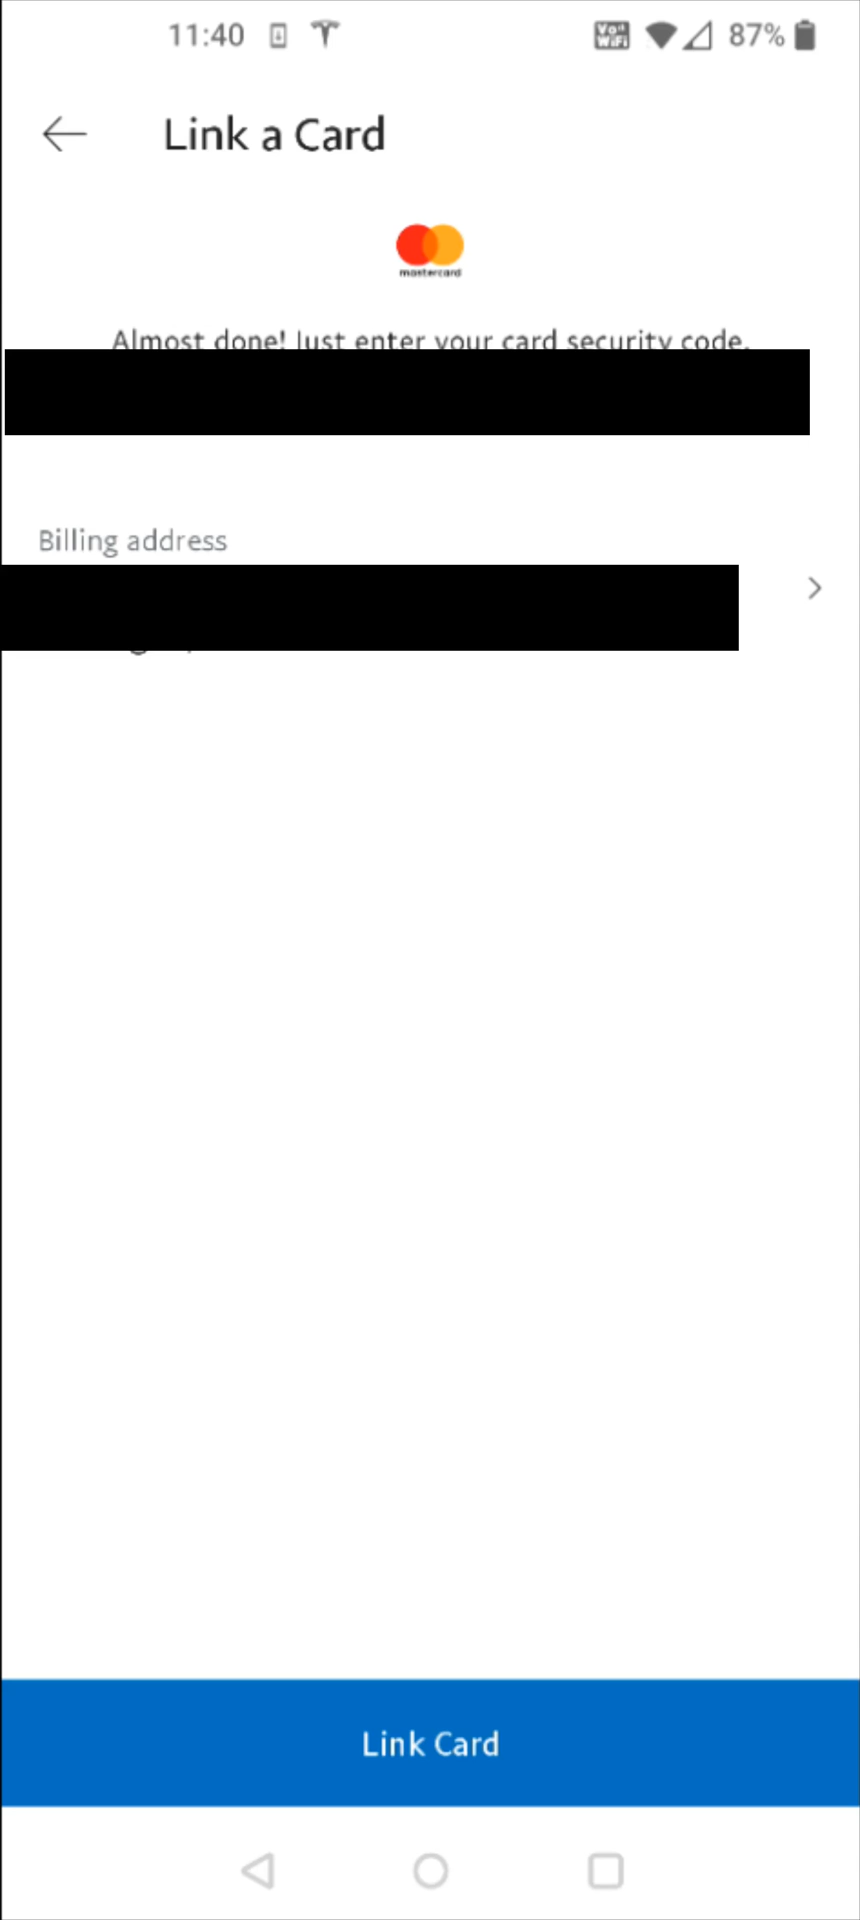 11:40 87%
Link a Card
mastercard
Almost done! Just enter your card security code.
Billing address
Link Card